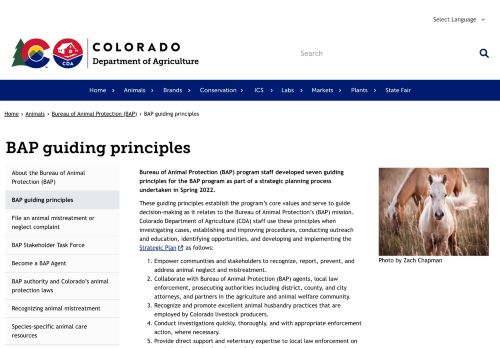 Select Language
COLORADO
Department of Agriculture
CDA
Search
Home
Animals
Brands
Conservation
ICS
Labs
Markets
Plants
State Fair
Home › Animals › Bureau of Animal Protection (BAP) › BAP guiding principles
BAP guiding principles
About the Bureau of Animal
Protection (BAP)
BAP guiding principles
File an animal mistreatment or
neglect complaint
BAP Stakeholder Task Force
Become a BAP Agent
BAP authority and Colorado's animal
protection laws
Recognizing animal mistreatment
Species-specific animal care
resources
Bureau of Animal Protection (BAP) program staff developed seven guiding
principles for the BAP program as part of a strategic planning process
undertaken in Spring 2022.
These guiding principles establish the program's core values and serve to guide
decision-making as it relates to the Bureau of Animal Protection's (BAP) mission.
Colorado Department of Agriculture (CDA) staff use these principles when
investigating cases, establishing and improving procedures, conducting outreach
and education, identifying opportunities, and developing and implementing the
Strategic Plan as follows:
1. Empower communities and stakeholders to recognize, report, prevent, and
address animal neglect and mistreatment.
2. Collaborate with Bureau of Animal Protection (BAP) agents, local law
enforcement, prosecuting authorities including district, county, and city
attorneys, and partners in the agriculture and animal welfare community.
3. Recognize and promote excellent animal husbandry practices that are
employed by Colorado livestock producers.
4. Conduct investigations quickly, thoroughly, and with appropriate enforcement
action, where necessary.
5. Provide direct support and veterinary expertise to local law enforcement on
Photo by Zach Chapman